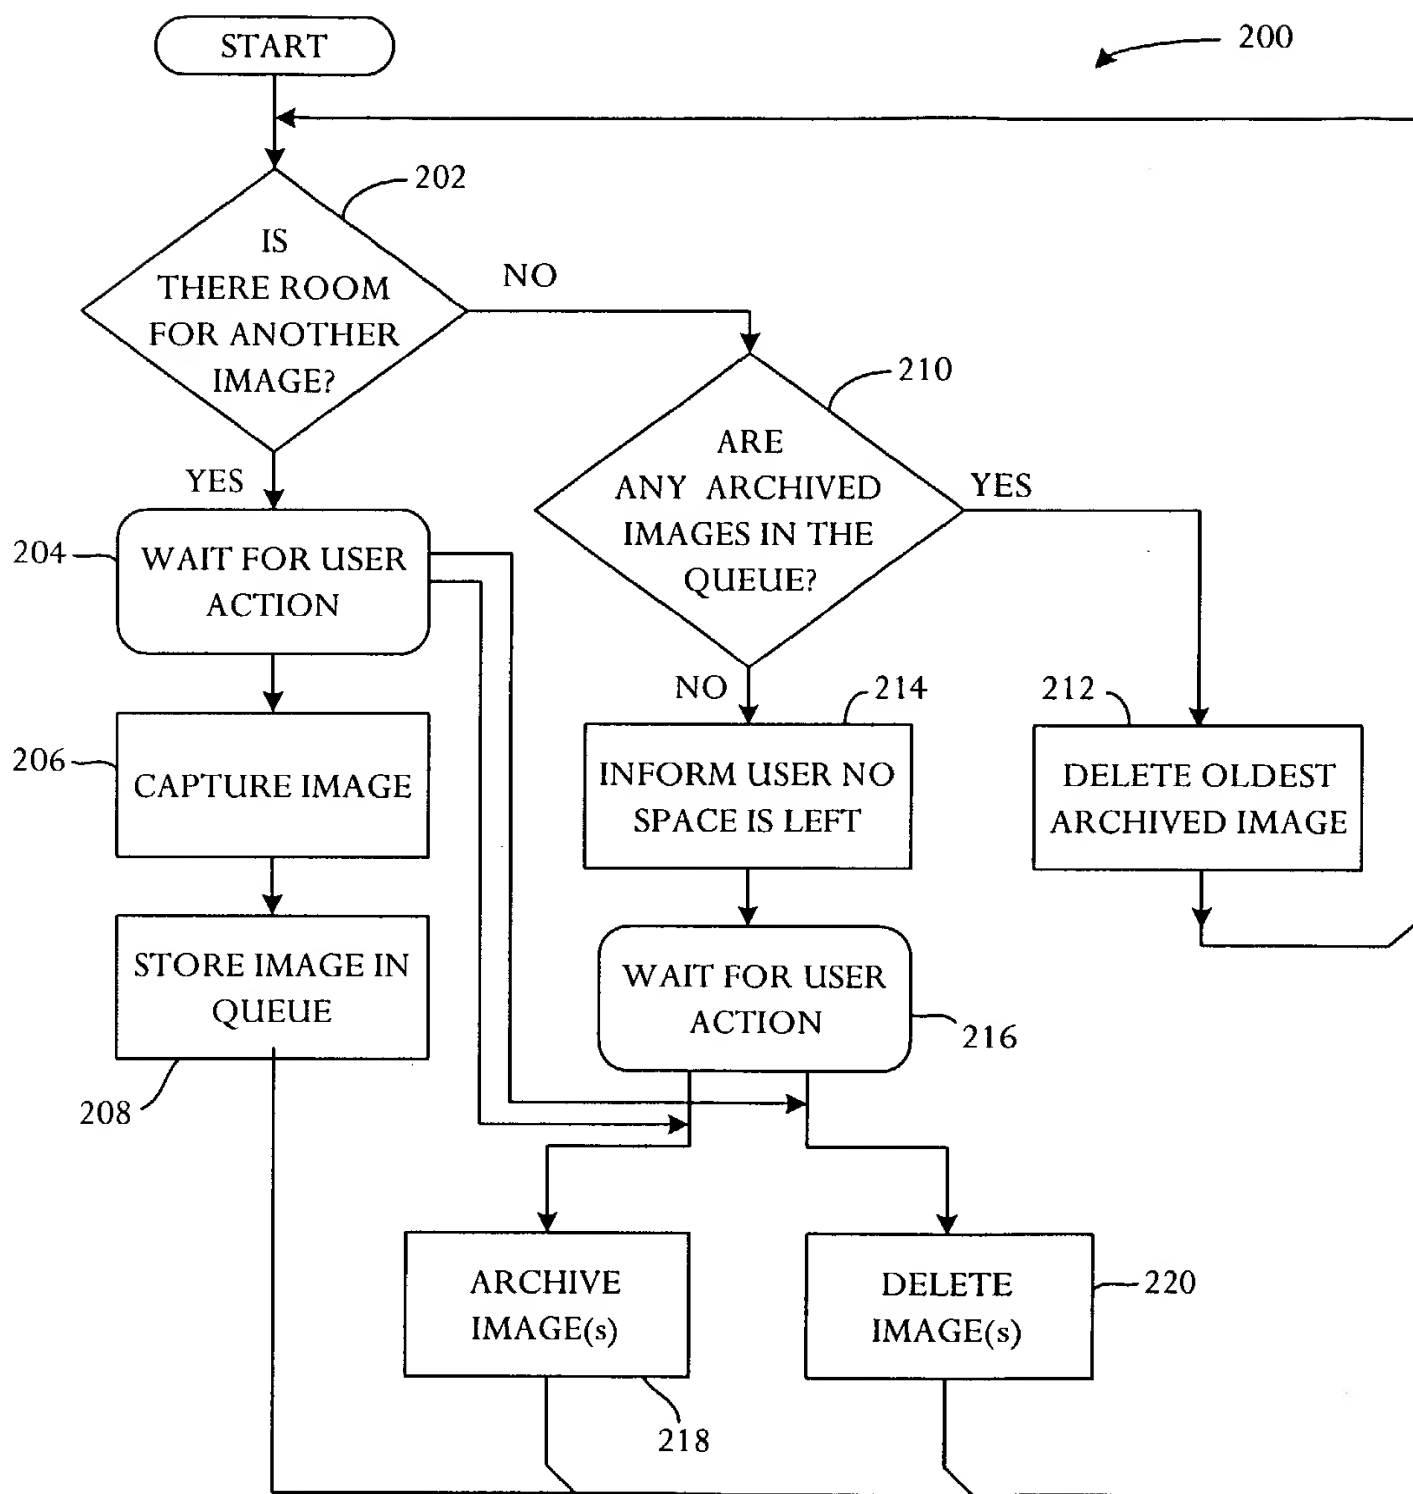 START
200
202
IS
THERE ROOM
FOR ANOTHER
IMAGE?
NO
YES
210
ARE
ANY ARCHIVED
IMAGES IN THE
QUEUE?
YES
NO
204
WAIT FOR USER
ACTION
206
CAPTURE IMAGE
214
INFORM USER NO
SPACE IS LEFT
212
DELETE OLDEST
ARCHIVED IMAGE
STORE IMAGE IN
QUEUE
208
WAIT FOR USER
ACTION
216
ARCHIVE
IMAGE(s)
218
DELETE
IMAGE(s)
220